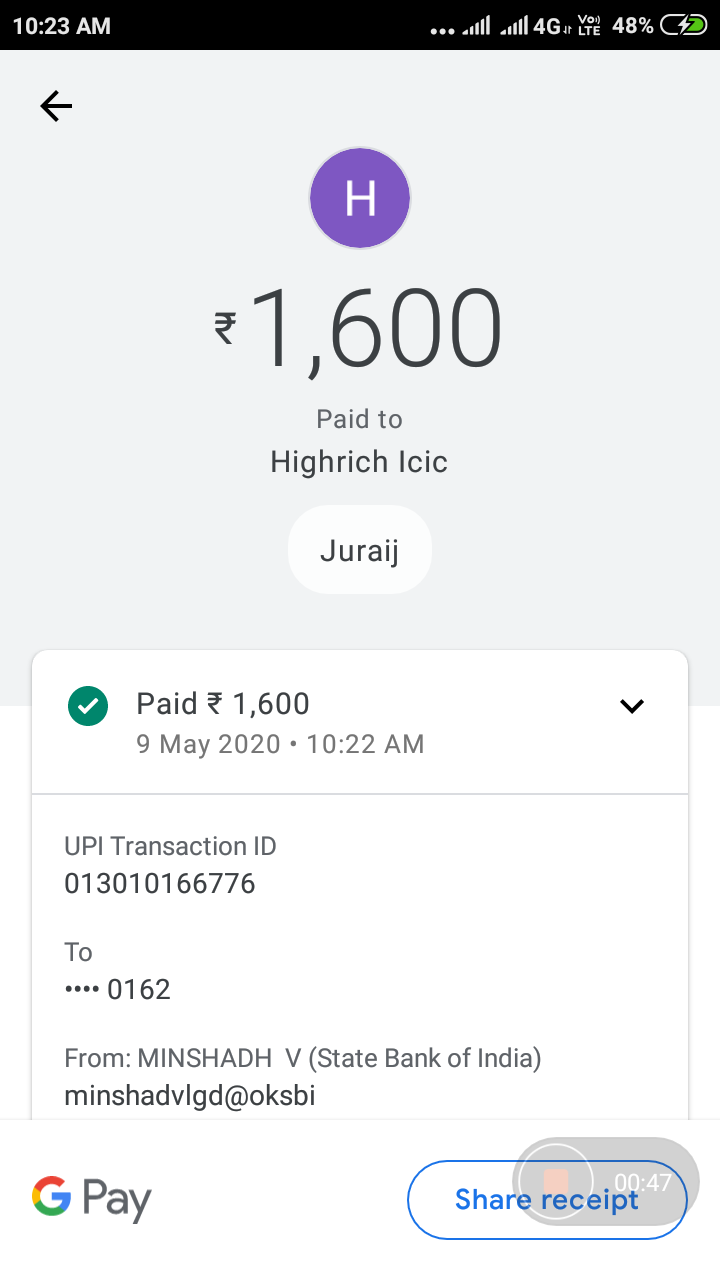 10:23 AM
4G Vo) LTE 48%
H
₹1,600
Paid to
Highrich Icic
Juraij
Paid ₹ 1,600
9 May 2020 • 10:22 AM
UPI Transaction ID
013010166776
To
•••• 0162
From: MINSHADH  V (State Bank of India)
minshadvlgd@oksbi
G Pay
Share receipt
00:47